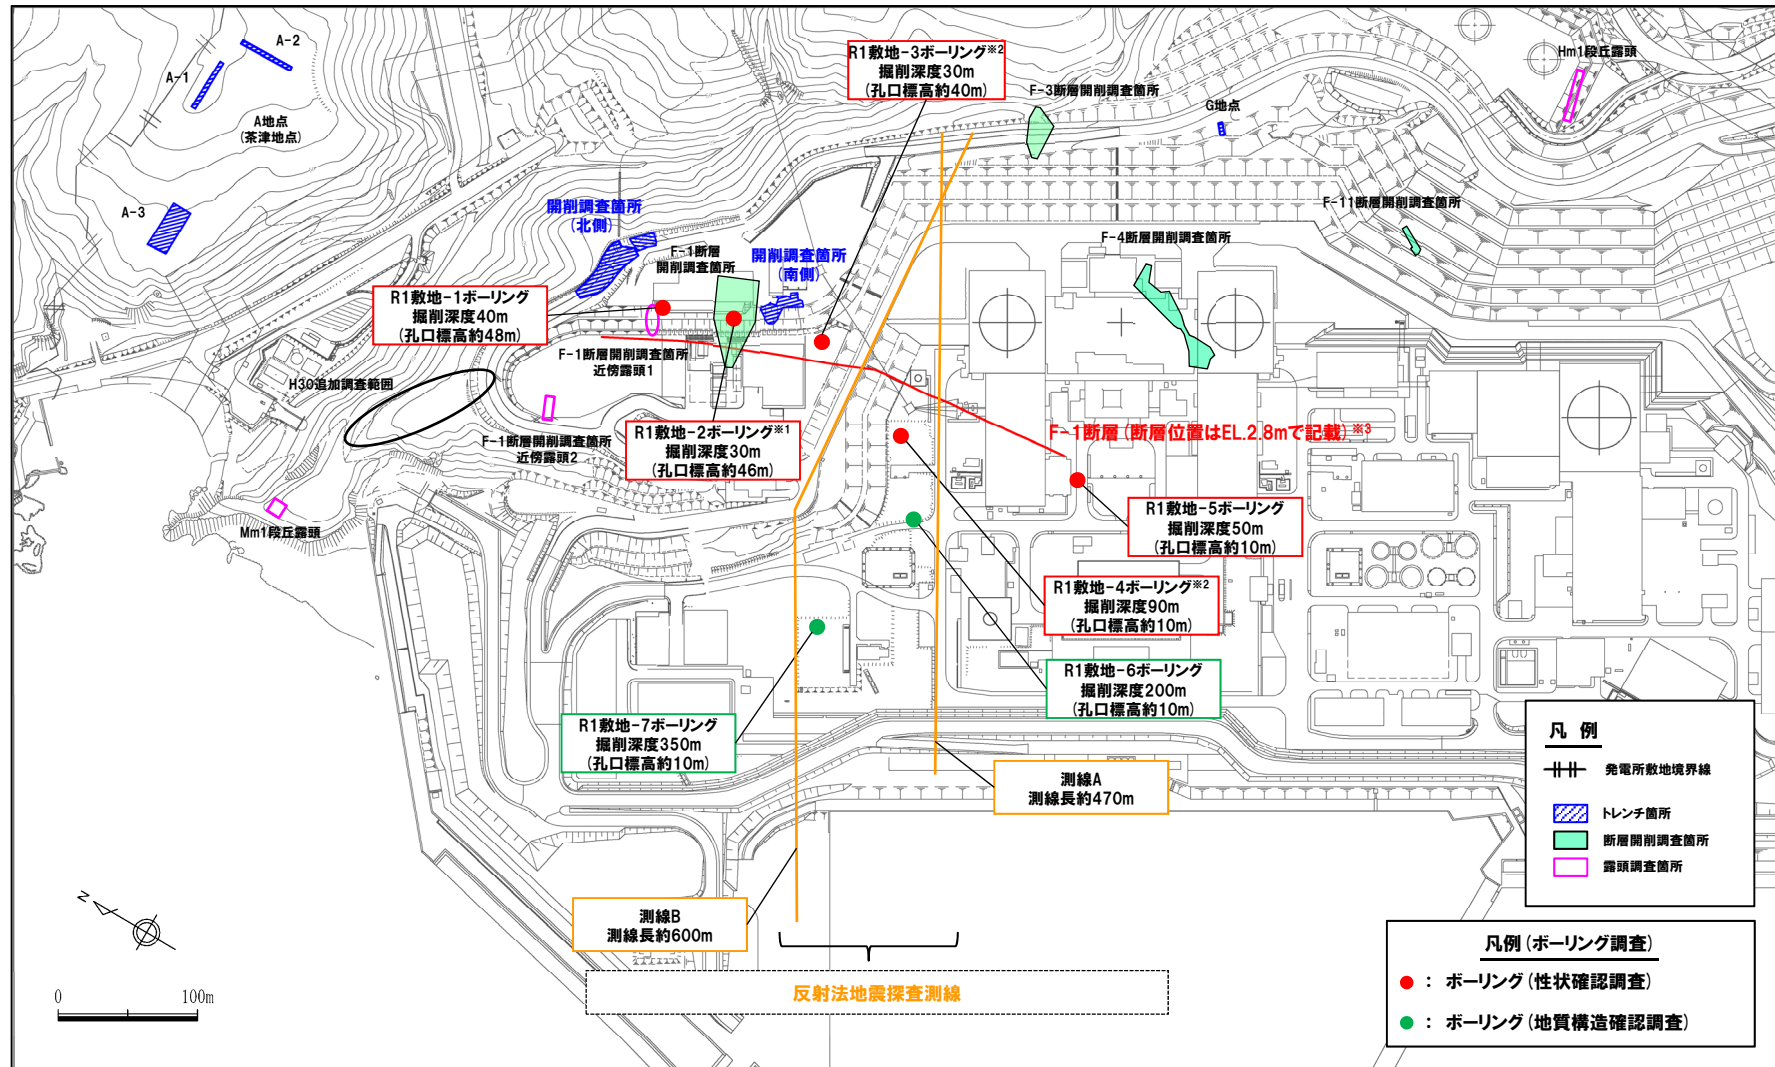 A-2
A-1
A地点
(茶津地点)
A-3
R1敷地-3ボーリング※2
掘削深度30m
(孔口標高約40m)
F-3断層開削調査箇所
G地点
Hm1段丘露頭
F-11断層開削調査箇所
F-4断層開削調査箇所
開削調査箇所
(北側)
F-1断層
開削調査箇所
開削調査箇所
(南側)
R1敷地-1ボーリング
掘削深度40m
(孔口標高約48m)
F-1断層開削調査箇所
近傍露頭1
H30追加調査範囲
F-1断層開削調査箇所
近傍露頭2
R1敷地-2ボーリング※1
掘削深度30m
(孔口標高約46m)
F-1断層(断層位置はEL.2.8mで記載)※3
Mm1段丘露頭
R1敷地-5ボーリング
掘削深度50m
(孔口標高約10m)
R1敷地-4ボーリング※2
掘削深度90m
(孔口標高約10m)
R1敷地-6ボーリング
掘削深度200m
(孔口標高約10m)
R1敷地-7ボーリング
掘削深度350m
(孔口標高約10m)
測線A
測線長約470m
測線B
測線長約600m
反射法地震探査測線
N
0 100m
凡 例
発電所敷地境界線
トレンチ箇所
断層開削調査箇所
露頭調査箇所
凡例(ボーリング調査)
: ボーリング(性状確認調査)
: ボーリング(地質構造確認調査)